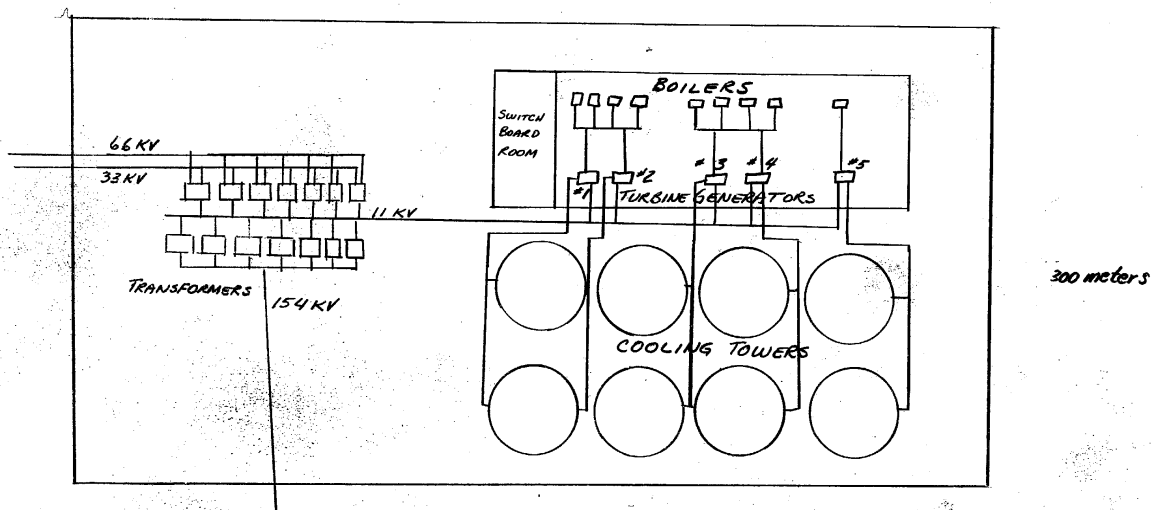 BOILERS
SWITCH
BOARD
ROOM
66 KV
33 KV
#1
#2
# 3
# 4
#5
TURBINE GENERATORS
11 KV
300 meters
TRANSFORMERS
154 KV
COOLING TOWERS